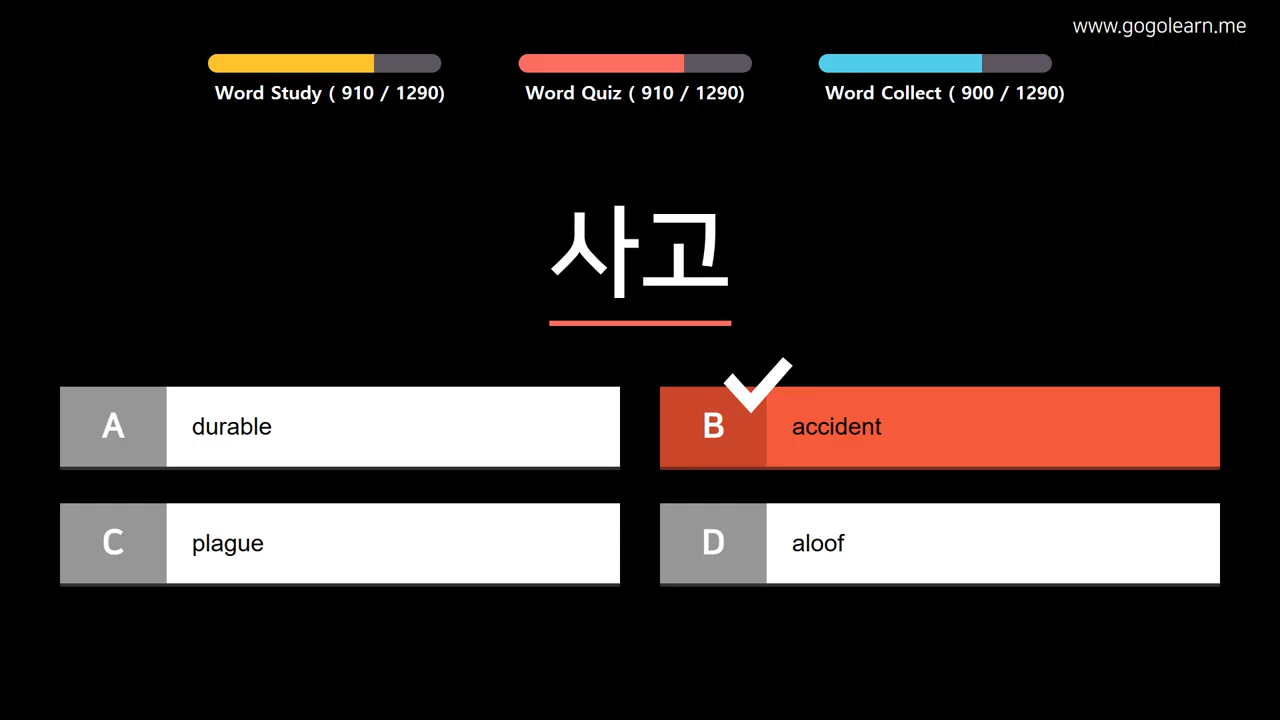 www.gogolearn.me
Word Study ( 910 / 1290)
Word Quiz ( 910 / 1290)
Word Collect ( 900 / 1290)
사고
A durable
B accident
C plague
D aloof